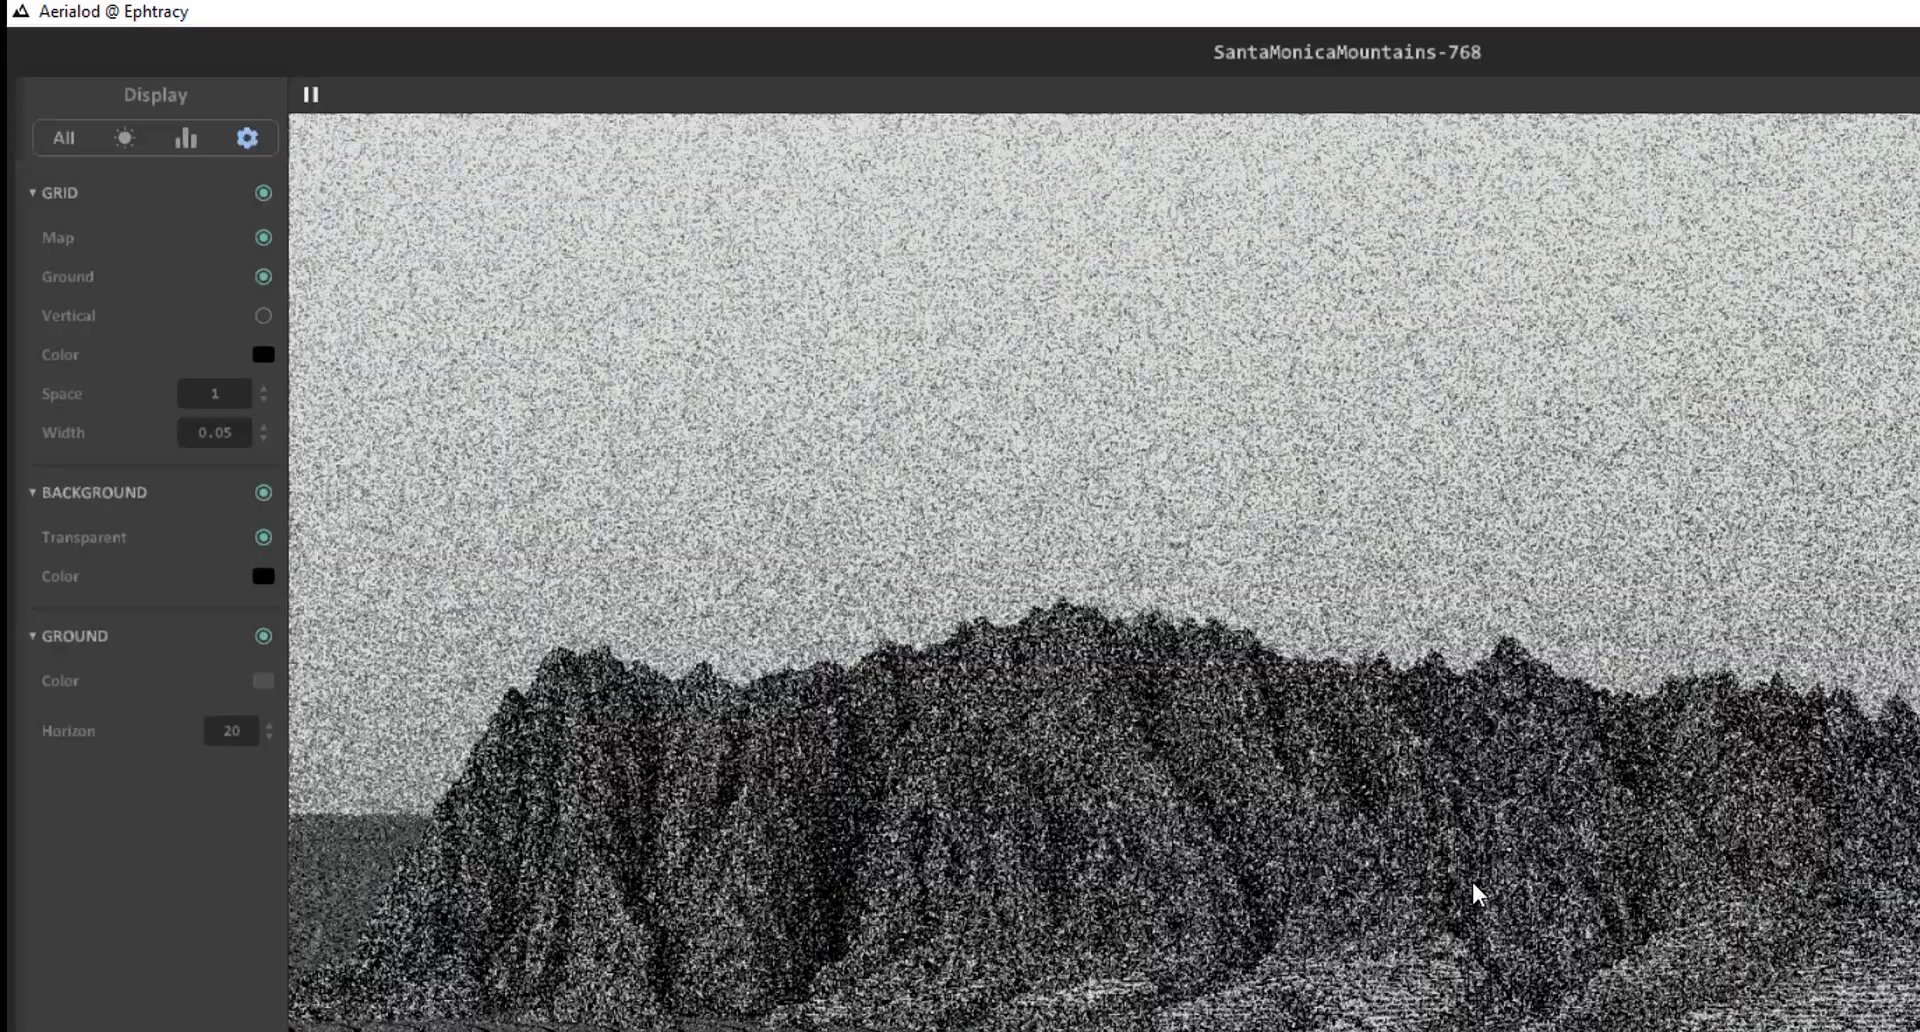 Aerialod @ Ephtracy
SantaMonicaMountains-768
Display
All
GRID
Map
Ground
Vertical
Color
Space 1
Width 0.05
BACKGROUND
Transparent
Color
GROUND
Color
Horizon 20